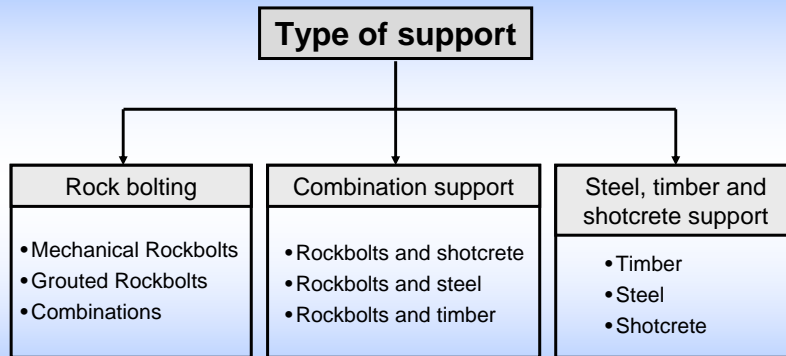 Type of support
Rock bolting
•Mechanical Rockbolts
•Grouted Rockbolts
•Combinations
Combination support
•Rockbolts and shotcrete
•Rockbolts and steel
•Rockbolts and timber
Steel, timber and
shotcrete support
•Timber
•Steel
•Shotcrete